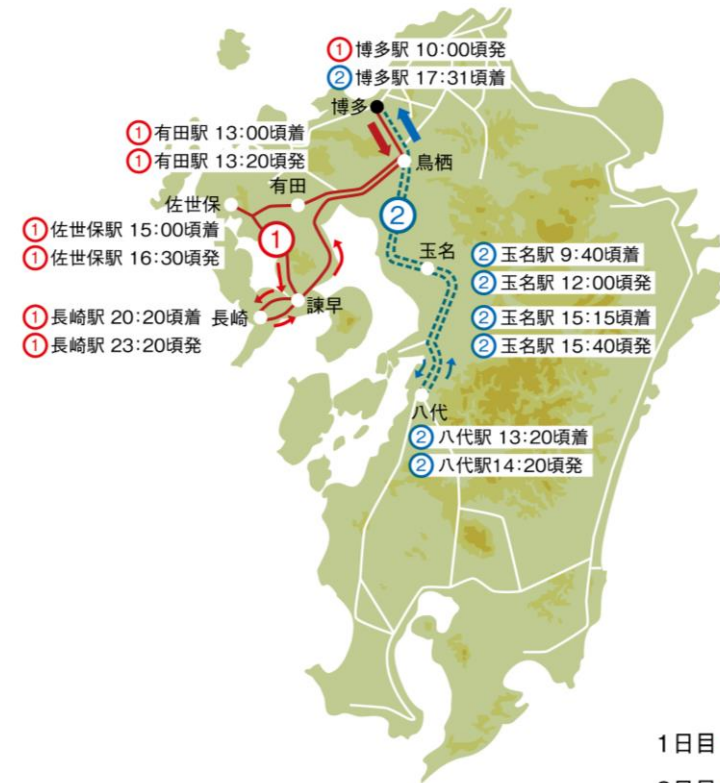 ① 博多駅 10:00頃発
② 博多駅 17:31頃着
博多
① 有田駅 13:00頃着
① 有田駅 13:20頃発
鳥栖
有田
佐世保
① 佐世保駅 15:00頃着
① 佐世保駅 16:30頃発
①
②
玉名
② 玉名駅 9:40頃着
② 玉名駅 12:00頃発
② 玉名駅 15:15頃着
② 玉名駅 15:40頃発
諫早
① 長崎駅 20:20頃着
長崎
① 長崎駅 23:20頃発
八代
② 八代駅 13:20頃着
② 八代駅14:20頃発
1日目